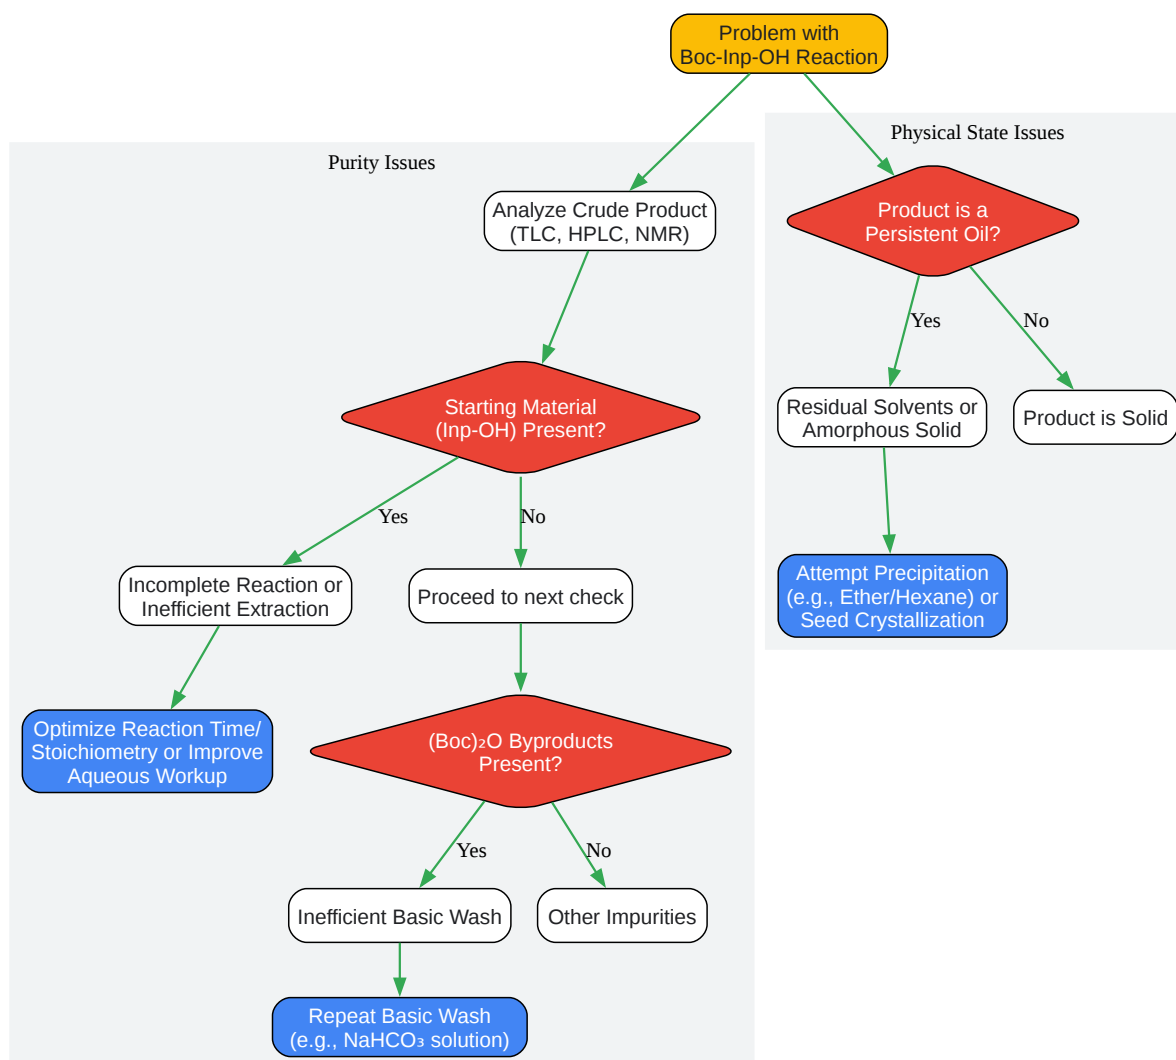 Problem with
Boc-Inp-OH Reaction
Physical State Issues
Purity Issues
Analyze Crude Product
(TLC, HPLC, NMR)
Product is a
Persistent Oil?
Yes
No
Starting Material
(Inp-OH) Present?
Residual Solvents or
Amorphous Solid
Product is Solid
Yes
No
Incomplete Reaction or
Inefficient Extraction
Proceed to next check
Attempt Precipitation
(e.g., Ether/Hexane) or
Seed Crystallization
Optimize Reaction Time/
Stoichiometry or Improve
Aqueous Workup
(Boc)₂O Byproducts
Present?
Yes
No
Inefficient Basic Wash
Other Impurities
Repeat Basic Wash
(e.g., NaHCO₃ solution)